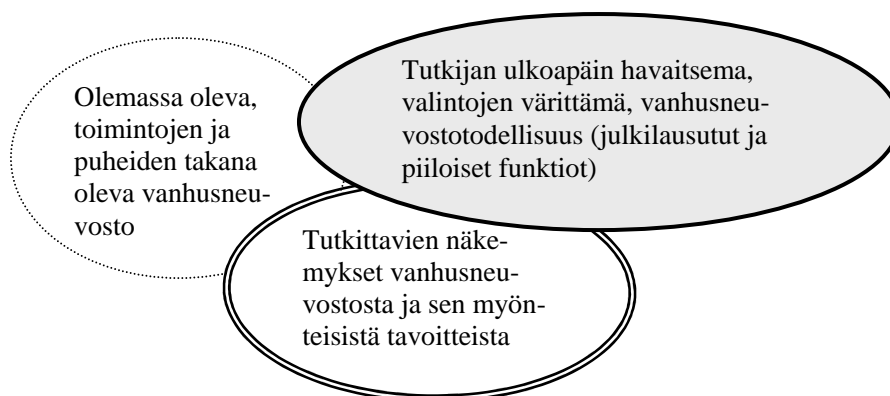 Olemassa oleva,
toimintojen ja
puheiden takana
oleva vanhusneu-
vosto
Tutkijan ulkoapäin havaitsema,
valintojen värittämä, vanhusneu-
vostotodellisuus (julkilausutut ja
piiloiset funktiot)
Tutkittavien näke-
mykset vanhusneu-
vostosta ja sen myön-
teisistä tavoitteista